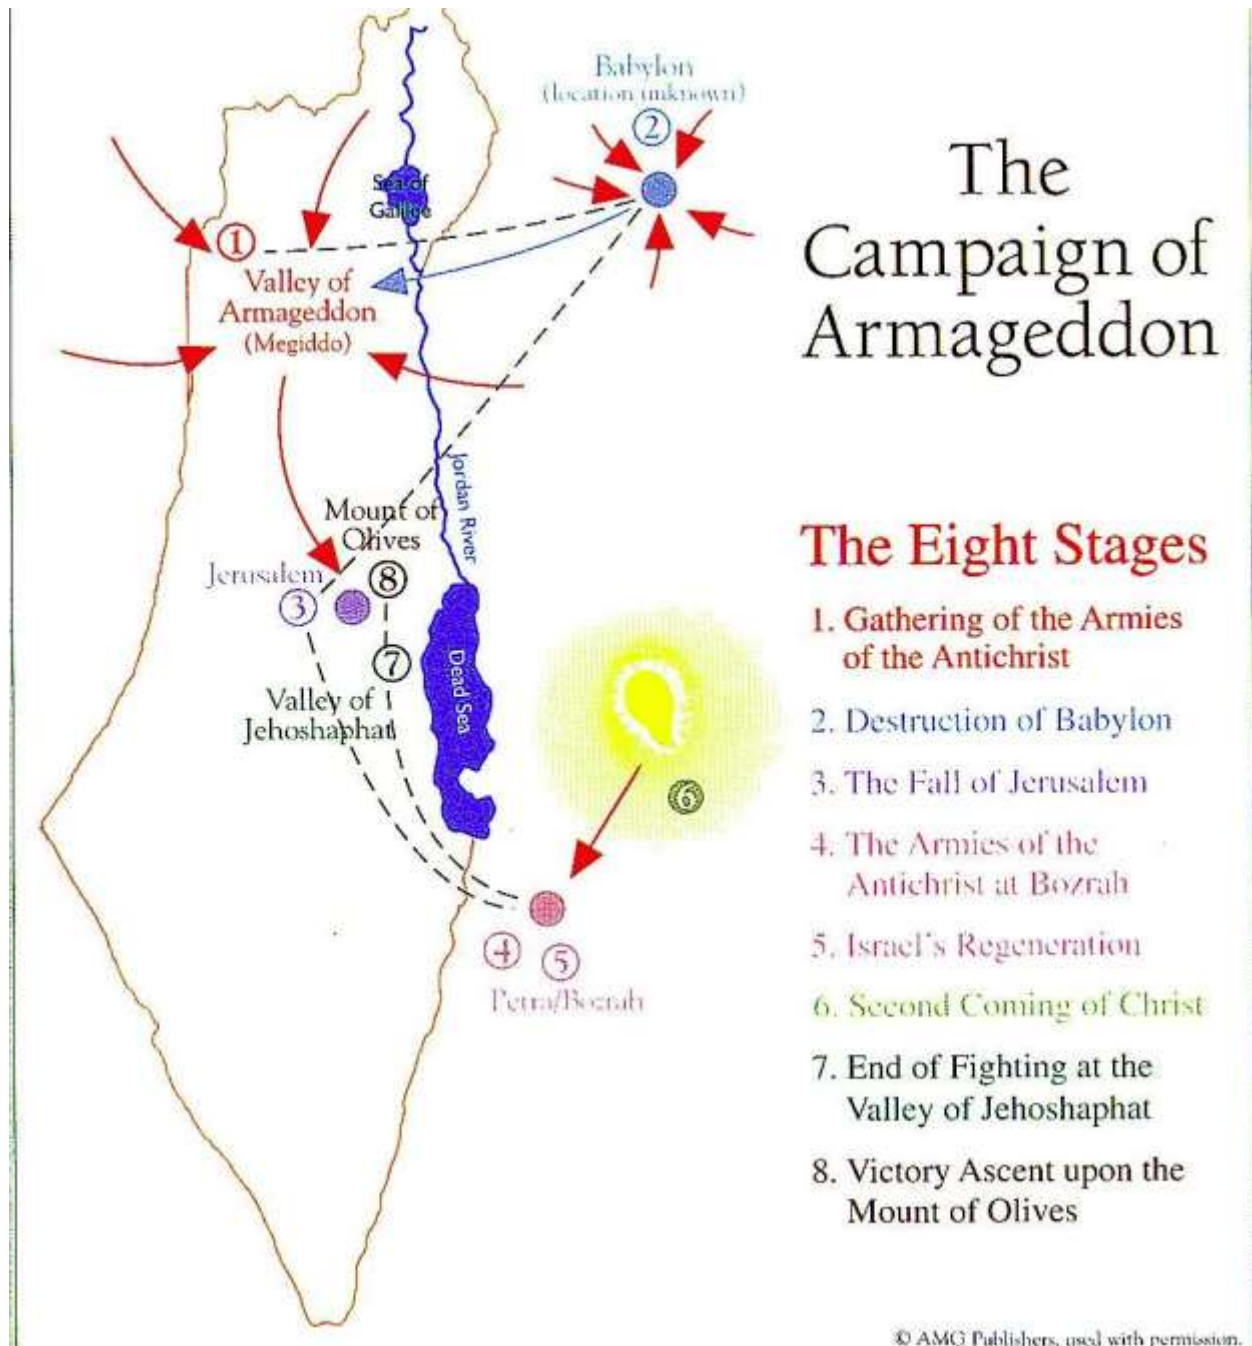 Babylon
(location unknown)
2
The
Campaign of
Armageddon
Sea of
Galilee
1
Valley of
Armageddon
(Megiddo)
Jordan River
Mount of
Olives
Jerusalem
3
8
7
Valley of
Jehoshaphat
Dead Sea
6
4
5
Petra/Bozrah
The Eight Stages
1. Gathering of the Armies
of the Antichrist
2. Destruction of Babylon
3. The Fall of Jerusalem
4. The Armies of the
Antichrist at Bozrah
5. Israel's Regeneration
6. Second Coming of Christ
7. End of Fighting at the
Valley of Jehoshaphat
8. Victory Ascent upon the
Mount of Olives
© AMG Publishers, used with permission.